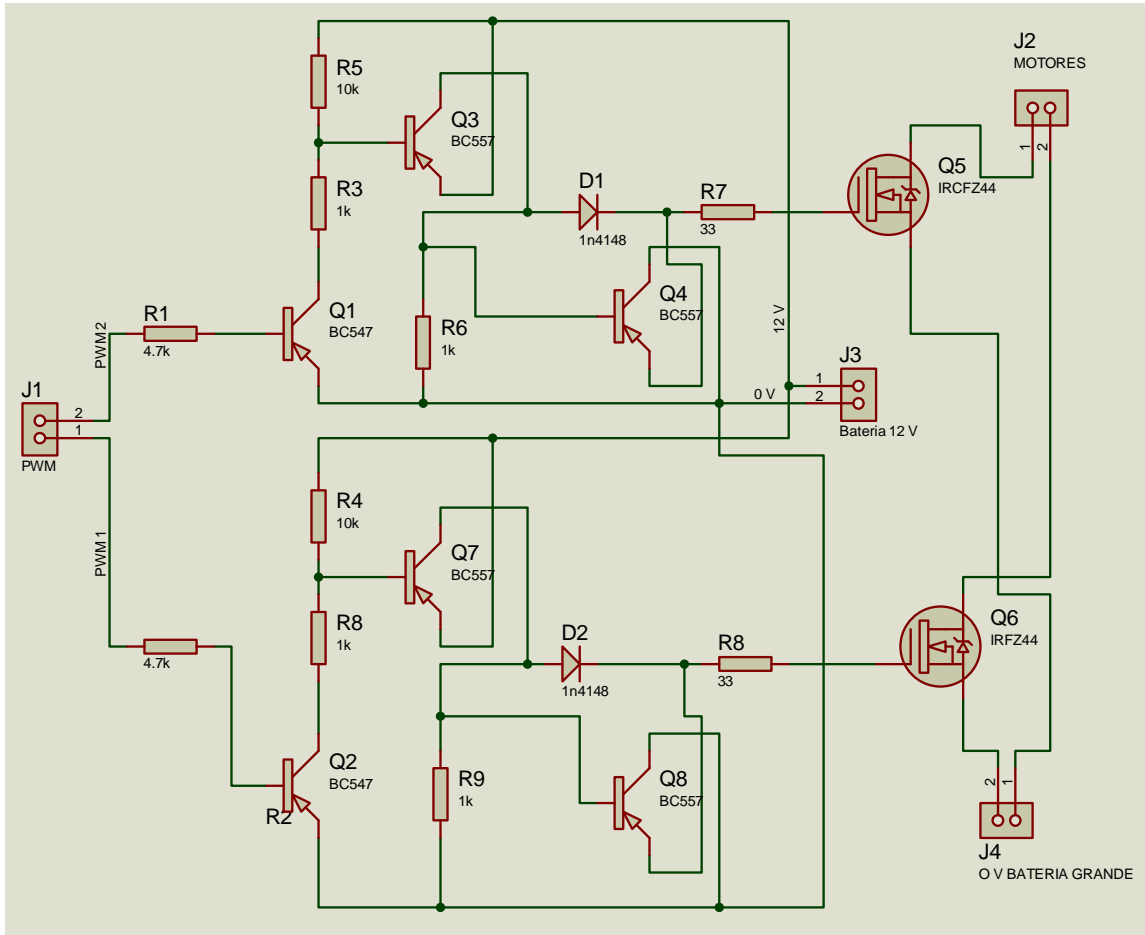 J2
MOTORES
1
2
R5
10k
Q3
BC557
R3
1k
D1
1n4148
R7
33
Q5
IRCFZ44
Q1
BC547
R6
1k
Q4
BC557
12 V
R1
4.7k
PWM2
J3
1
2
0 V
Bateria 12 V
J1
2
1
PWM
PWM1
R4
10k
Q7
BC557
R8
1k
D2
1n4148
R8
33
Q6
IRFZ44
4.7k
Q2
BC547
R2
R9
1k
Q8
BC557
2
1
J4
O V BATERIA GRANDE